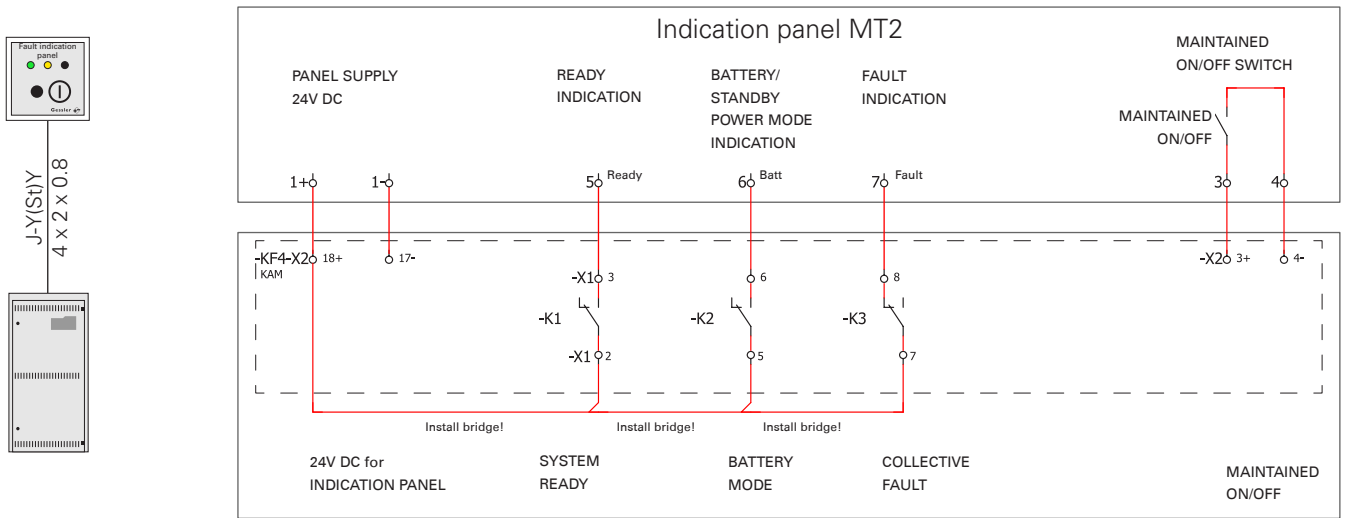 Indication panel MT2
Fault indication
panel
Gessler
J-Y(St)Y
4 x 2 x 0.8
PANEL SUPPLY
24V DC
READY
INDICATION
BATTERY/
STANDBY
POWER MODE
INDICATION
FAULT
INDICATION
MAINTAINED
ON/OFF SWITCH
MAINTAINED
ON/OFF
1+
1-
5 Ready
6 Batt
7 Fault
3
4
-KF4-X2 18+
KAM
17-
-X2 3+
4-
-X1 3
6
8
-K1
-K2
-K3
-X1 2
5
7
Install bridge!
Install bridge!
Install bridge!
24V DC for
INDICATION PANEL
SYSTEM
READY
BATTERY
MODE
COLLECTIVE
FAULT
MAINTAINED
ON/OFF